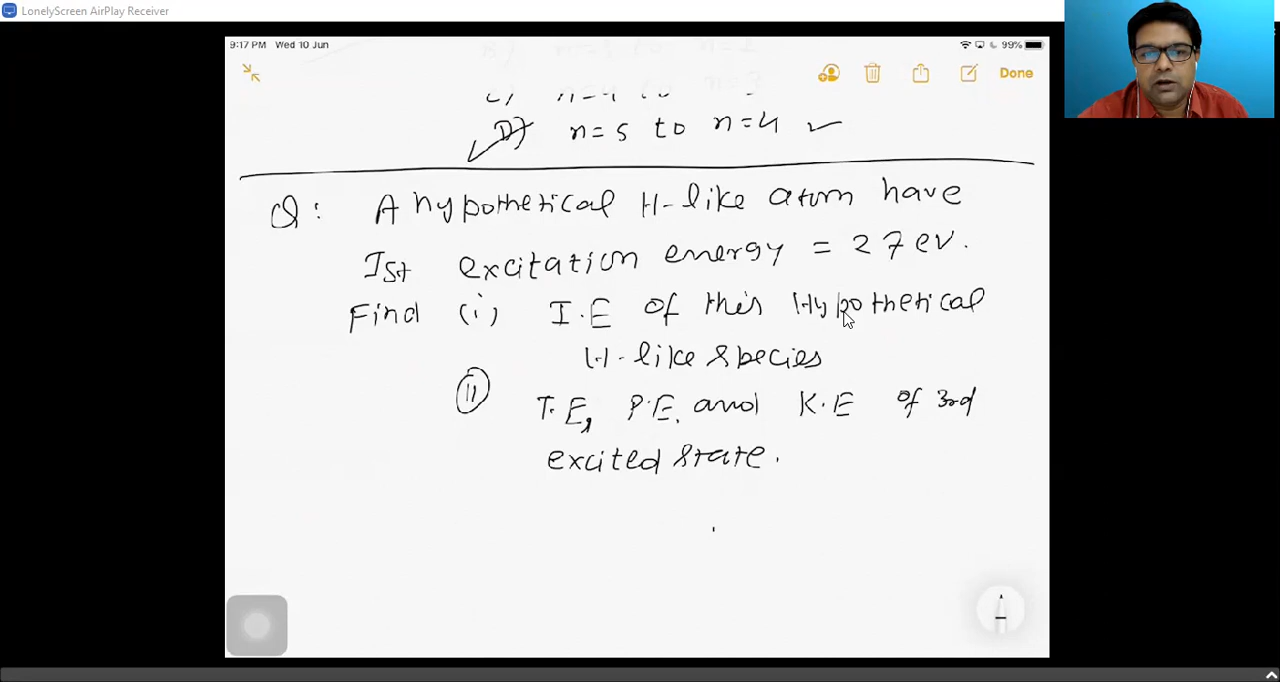 LonelyScreen AirPlay Receiver
9:17 PM Wed 10 Jun
99%
Done
D) n=5 to n=4
Q: A hypothetical H-like atom have
Ist excitation energy = 27 ev.
Find (i) I.E of this Hypothetical
H-like species
(II) T.E, P.E. and K.E of 3rd
excited state.